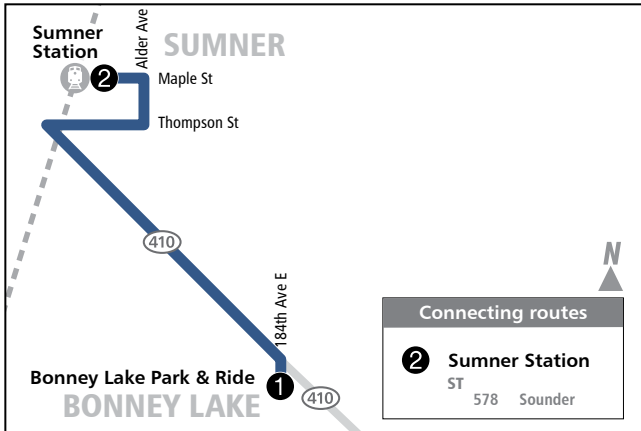 Sumner
Station
Alder Ave
SUMNER
2
Maple St
Thompson St
410
184th Ave E
N
Bonney Lake Park & Ride
1
BONNEY LAKE
410
Connecting routes
2 Sumner Station
ST
578 Sounder